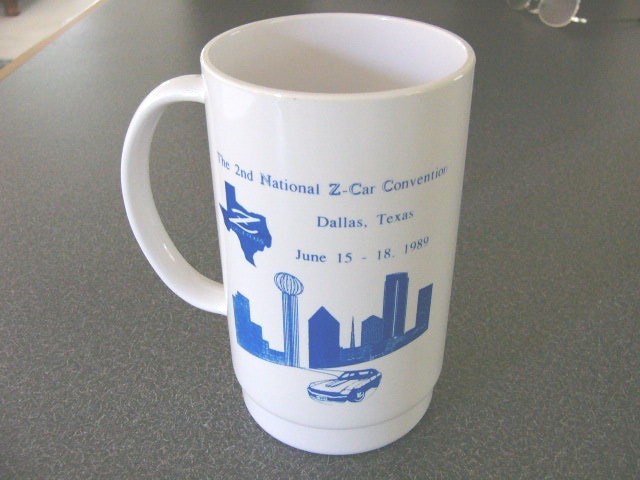 The 2nd National Z-Car Convention
Dallas, Texas
June 15 - 18. 1989
Z